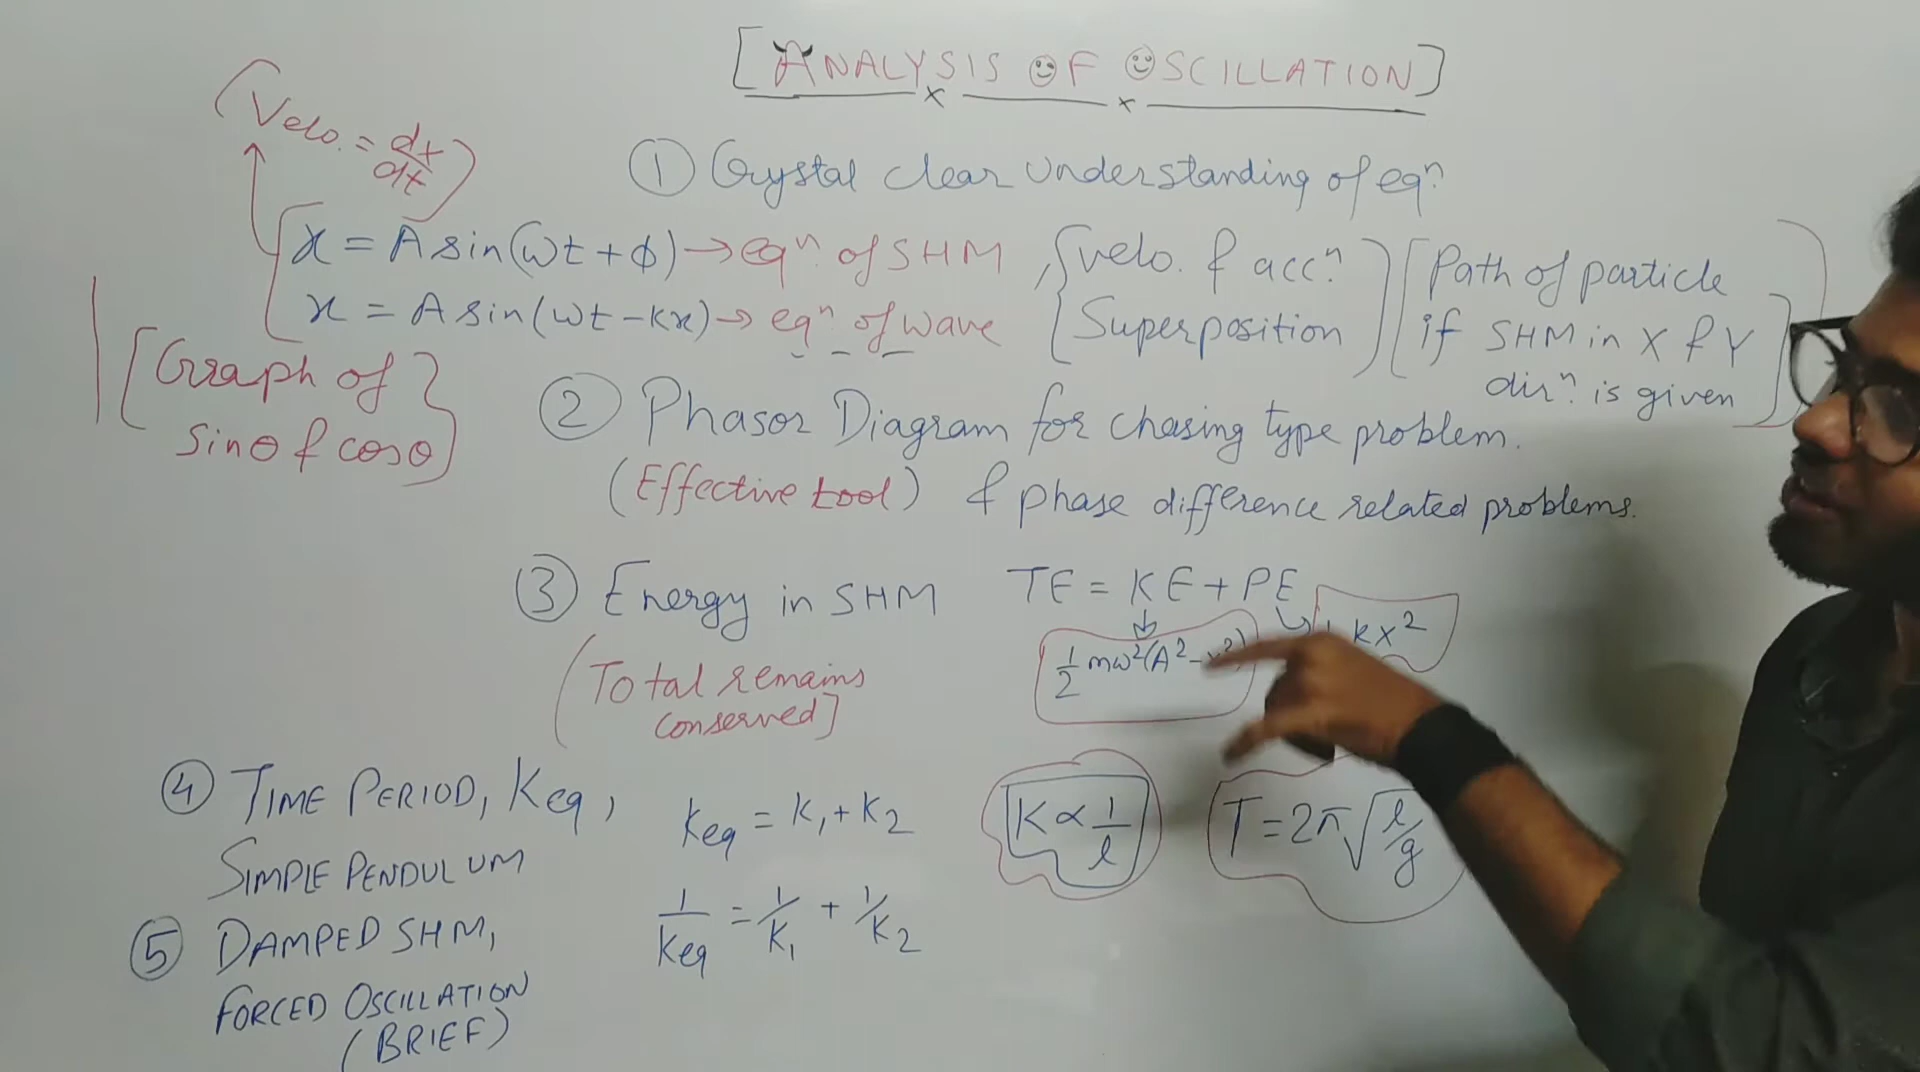 [ANALYSIS OF OSCILLATION]
(Velo. = dx/dt)
① Crystal clear understanding of eqⁿ.
x = A sin(ωt + ϕ) → eqⁿ. of SHM , { velo. & accⁿ. } [ Path of particle
x = A sin(ωt - kx) → eqⁿ. of wave { Superposition } if SHM in X & Y
dirⁿ. is given ]
[Graph of
sinθ & cosθ]
② Phasor Diagram for chasing type problem.
(Effective tool) & phase difference related problems.
③ Energy in SHM TE = KE + PE
(Total remains
conserved]
1/2 mω²(A² - x²)
kx²
④ TIME PERIOD, Keq, Keq = K₁ + K₂ K ∝ 1/l T = 2π√(l/g)
SIMPLE PENDULUM
1/Keq = 1/K₁ + 1/K₂
⑤ DAMPED SHM,
FORCED OSCILLATION
(BRIEF)